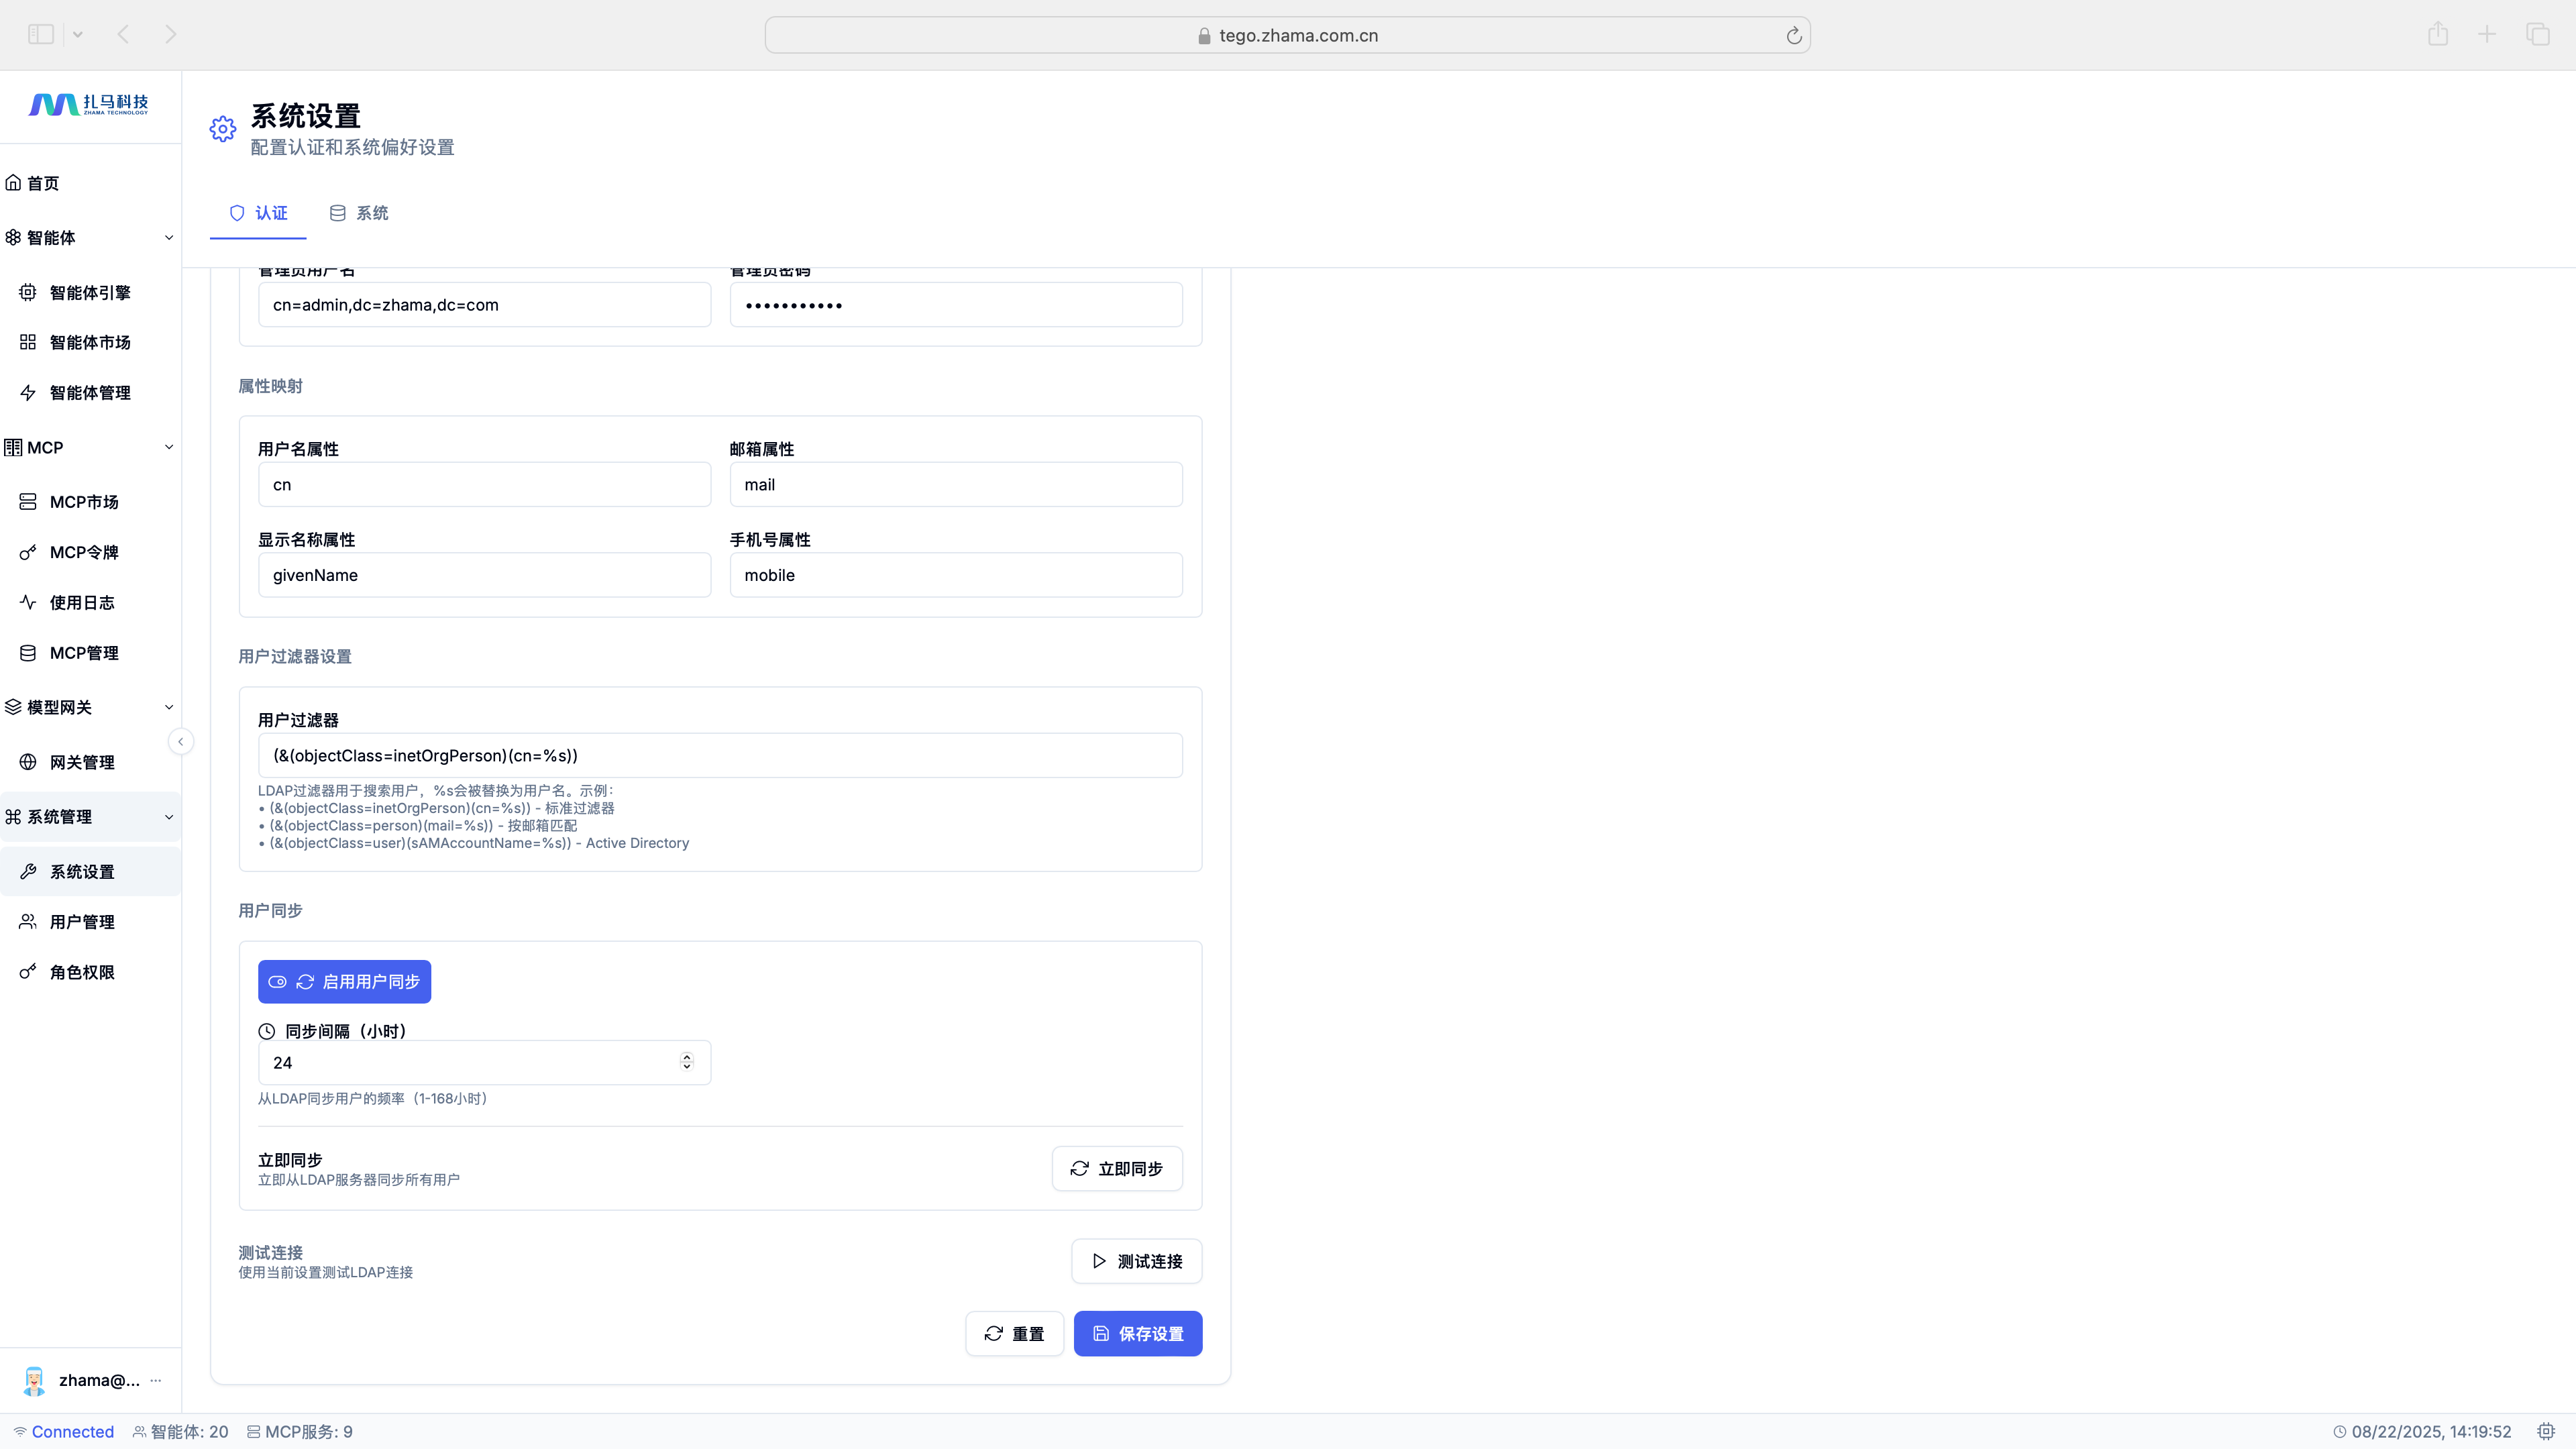 tego.zhama.com.cn
扎马科技
ZHAMA TECHNOLOGY
首页
智能体
智能体引擎
智能体市场
智能体管理
MCP
MCP市场
MCP令牌
使用日志
MCP管理
模型网关
网关管理
系统管理
系统设置
用户管理
角色权限
zhama@... ...
系统设置
配置认证和系统偏好设置
认证 系统
管理员用户名 管理员密码
cn=admin,dc=zhama,dc=com •••••••••••
属性映射
用户名属性 邮箱属性
cn mail
显示名称属性 手机号属性
givenName mobile
用户过滤器设置
用户过滤器
(&(objectClass=inetOrgPerson)(cn=%s))
LDAP过滤器用于搜索用户，%s会被替换为用户名。示例：
• (&(objectClass=inetOrgPerson)(cn=%s)) - 标准过滤器
• (&(objectClass=person)(mail=%s)) - 按邮箱匹配
• (&(objectClass=user)(sAMAccountName=%s)) - Active Directory
用户同步
启用用户同步
同步间隔（小时）
24
从LDAP同步用户的频率（1-168小时）
立即同步
立即从LDAP服务器同步所有用户
立即同步
测试连接
使用当前设置测试LDAP连接
测试连接
重置 保存设置
Connected 智能体: 20 MCP服务: 9 08/22/2025, 14:19:52